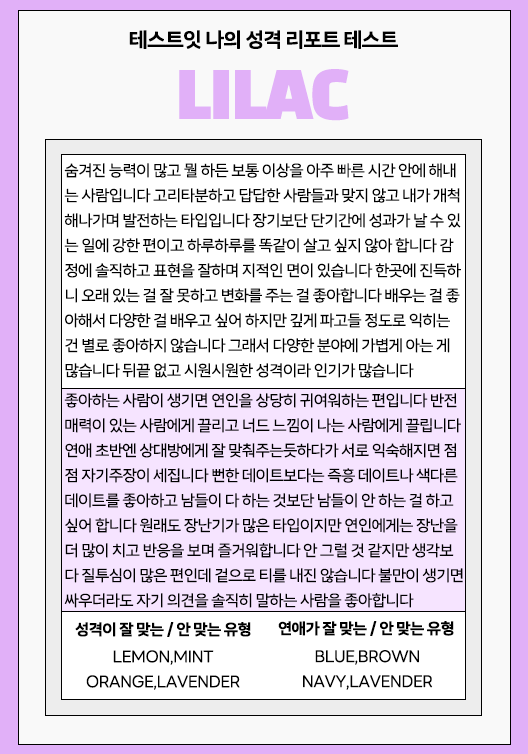 테스트잇 나의 성격 리포트 테스트
LILAC
숨겨진 능력이 많고 뭘 하든 보통 이상을 아주 빠른 시간 안에 해내
는 사람입니다 고리타분하고 답답한 사람들과 맞지 않고 내가 개척
해나가며 발전하는 타입입니다 장기보단 단기간에 성과가 날 수 있
는 일에 강한 편이고 하루하루를 똑같이 살고 싶지 않아 합니다 감
정에 솔직하고 표현을 잘하며 지적인 면이 있습니다 한곳에 진득하
니 오래 있는 걸 잘 못하고 변화를 주는 걸 좋아합니다 배우는 걸 좋
아해서 다양한 걸 배우고 싶어 하지만 깊게 파고들 정도로 익히는
건 별로 좋아하지 않습니다 그래서 다양한 분야에 가볍게 아는 게
많습니다 뒤끝 없고 시원시원한 성격이라 인기가 많습니다
좋아하는 사람이 생기면 연인을 상당히 귀여워하는 편입니다 반전
매력이 있는 사람에게 끌리고 너드 느낌이 나는 사람에게 끌립니다
연애 초반엔 상대방에게 잘 맞춰주는듯하다가 서로 익숙해지면 점
점 자기주장이 세집니다 뻔한 데이트보다는 즉흥 데이트나 색다른
데이트를 좋아하고 남들이 다 하는 것보단 남들이 안 하는 걸 하고
싶어 합니다 원래도 장난기가 많은 타입이지만 연인에게는 장난을
더 많이 치고 반응을 보며 즐거워합니다 안 그럴 것 같지만 생각보
다 질투심이 많은 편인데 겉으로 티를 내진 않습니다 불만이 생기면
싸우더라도 자기 의견을 솔직히 말하는 사람을 좋아합니다
성격이 잘 맞는 / 안 맞는 유형
LEMON,MINT
ORANGE,LAVENDER
연애가 잘 맞는 / 안 맞는 유형
BLUE,BROWN
NAVY,LAVENDER